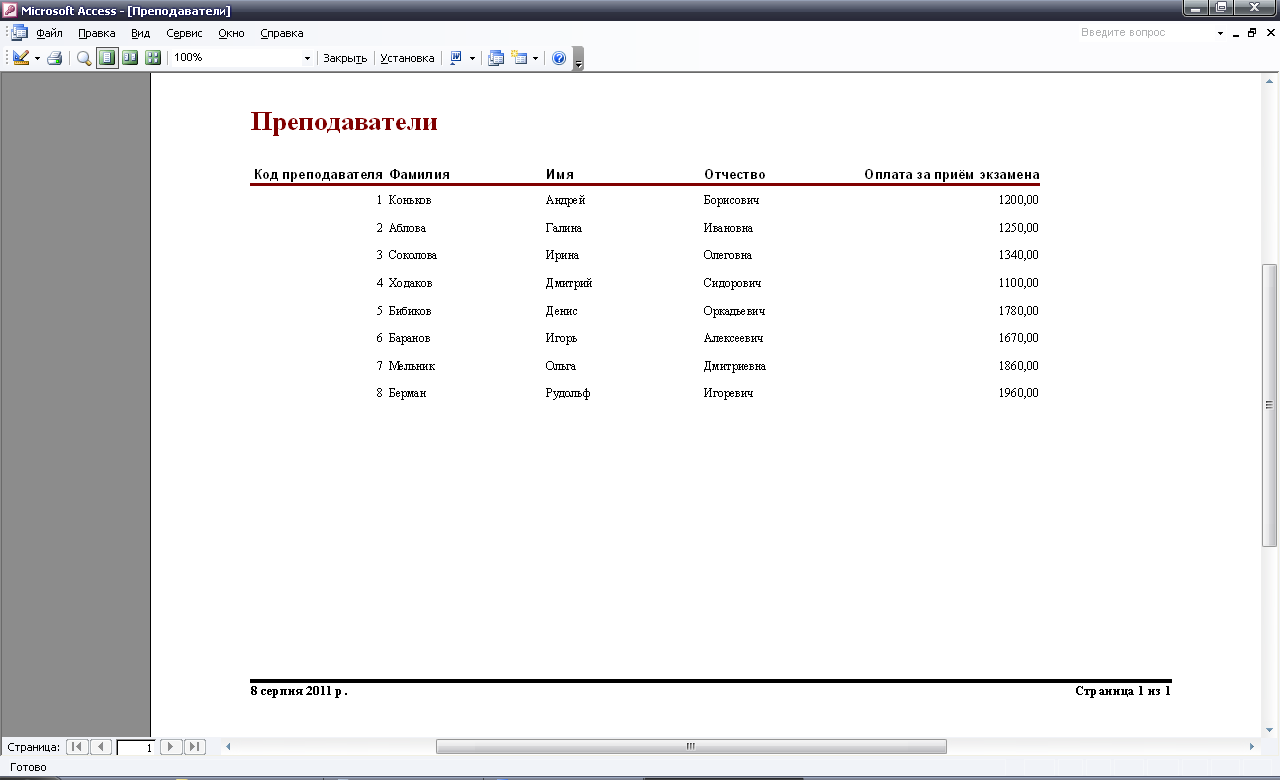 Microsoft Access - [Преподаватели]
Файл Правка Вид Сервис Окно Справка Введите вопрос
100% Закрыть Установка
Преподаватели
Код преподавателя Фамилия Имя Отчество Оплата за приём экзамена
1 Коньков Андрей Борисович 1200,00
2 Аблова Галина Ивановна 1250,00
3 Соколова Ирина Олеговна 1340,00
4 Ходаков Дмитрий Сидорович 1100,00
5 Бибиков Денис Оркадьевич 1780,00
6 Баранов Игорь Алексеевич 1670,00
7 Мельник Ольга Дмитриевна 1860,00
8 Берман Рудольф Игоревич 1960,00
8 серпня 2011 р. Страница 1 из 1
Страница: 1
Готово